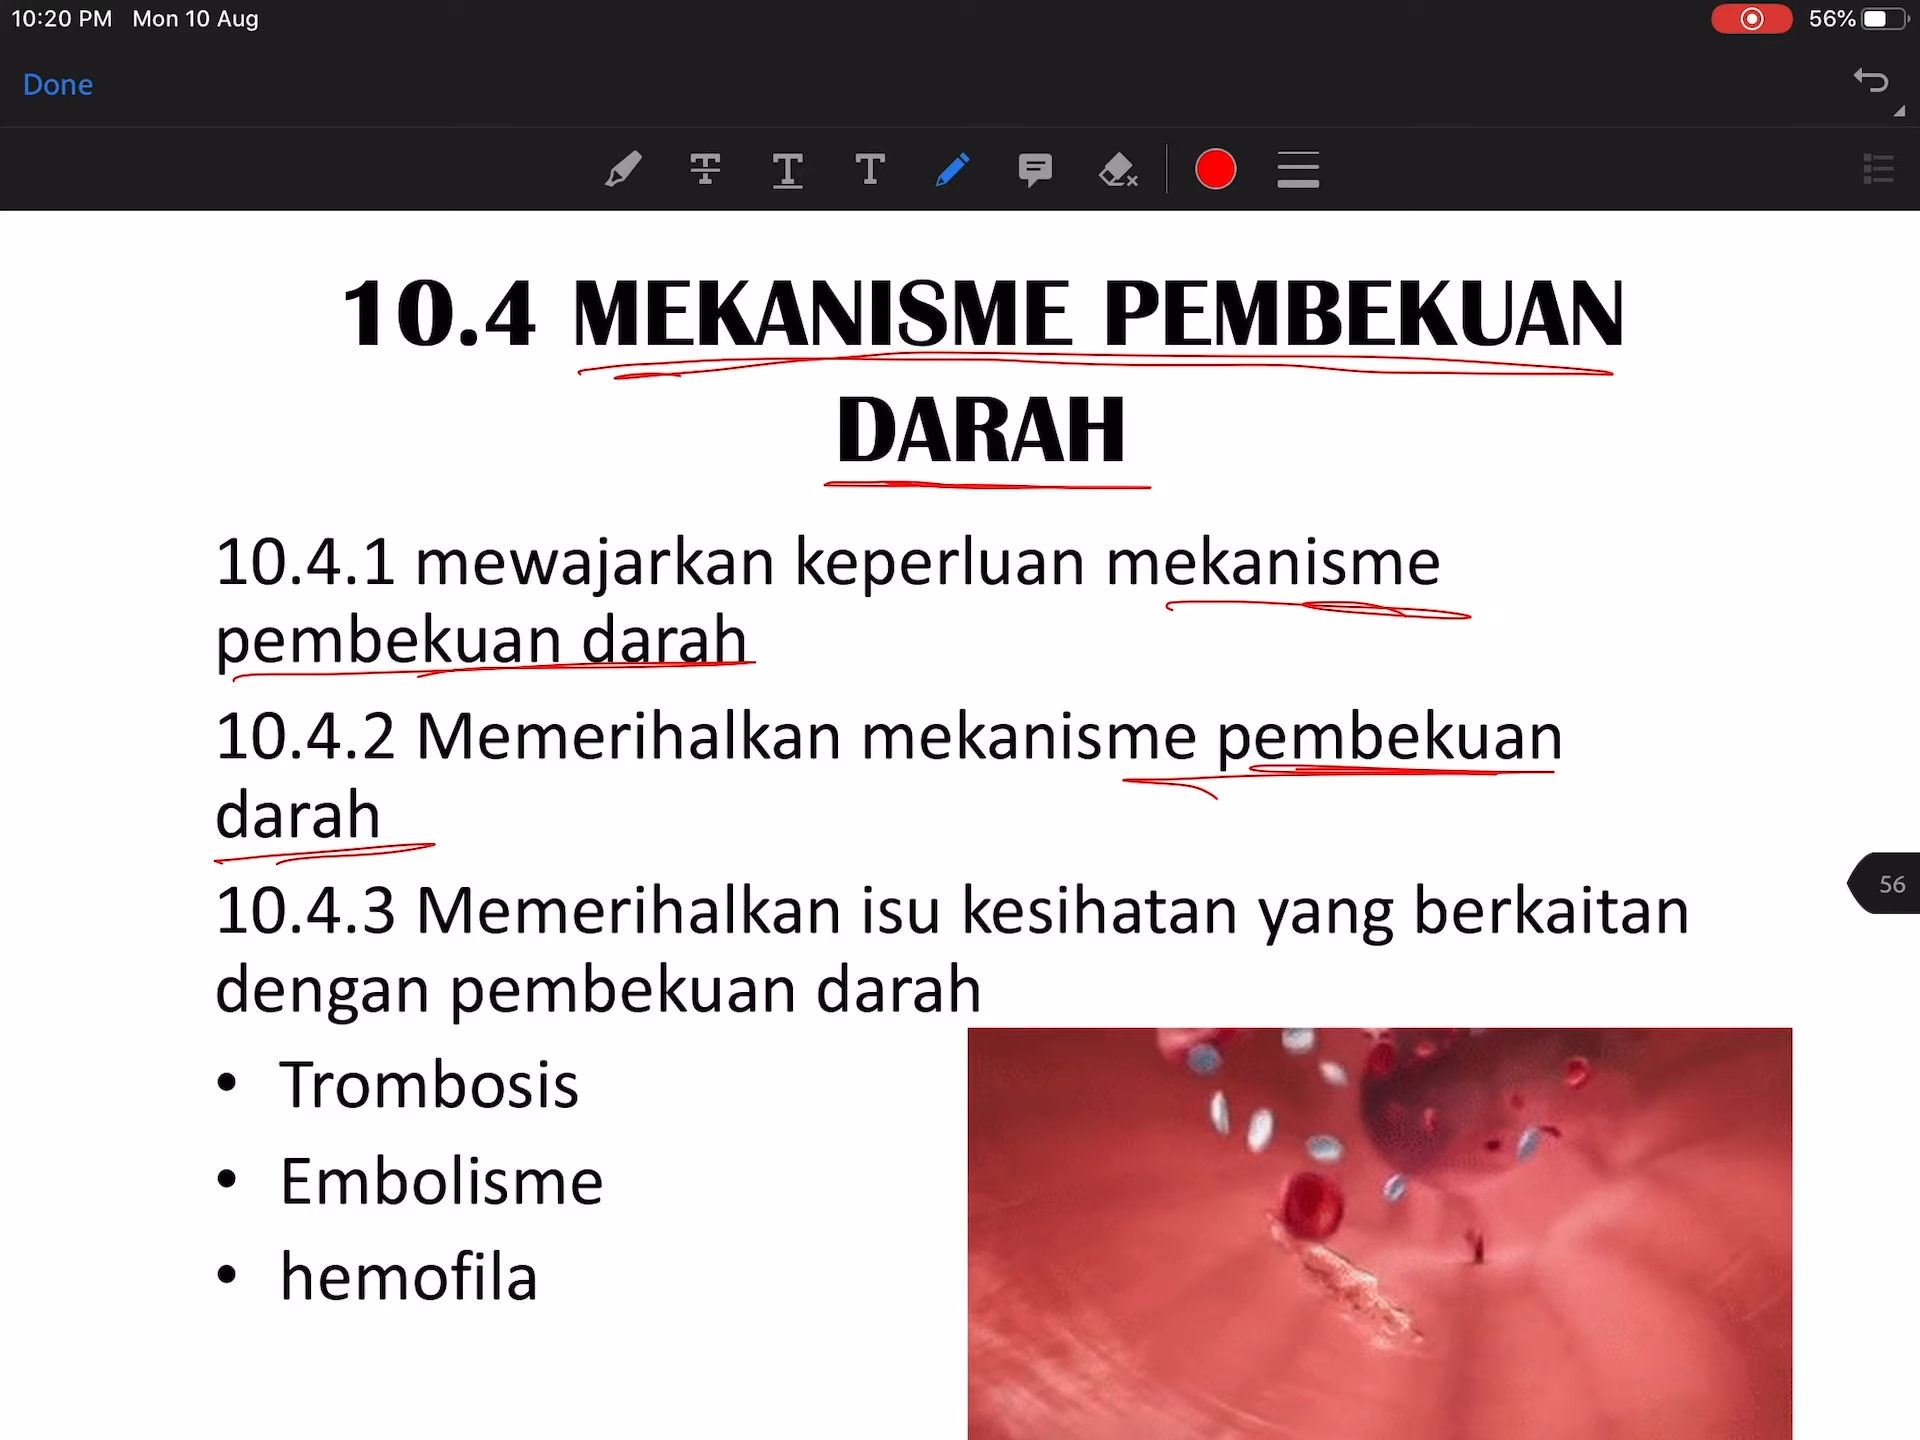 10:20 PM Mon 10 Aug
56%
Done
10.4 MEKANISME PEMBEKUAN
DARAH
10.4.1 mewajarkan keperluan mekanisme
pembekuan darah
10.4.2 Memerihalkan mekanisme pembekuan
darah
56
10.4.3 Memerihalkan isu kesihatan yang berkaitan
dengan pembekuan darah
• Trombosis
• Embolisme
• hemofila